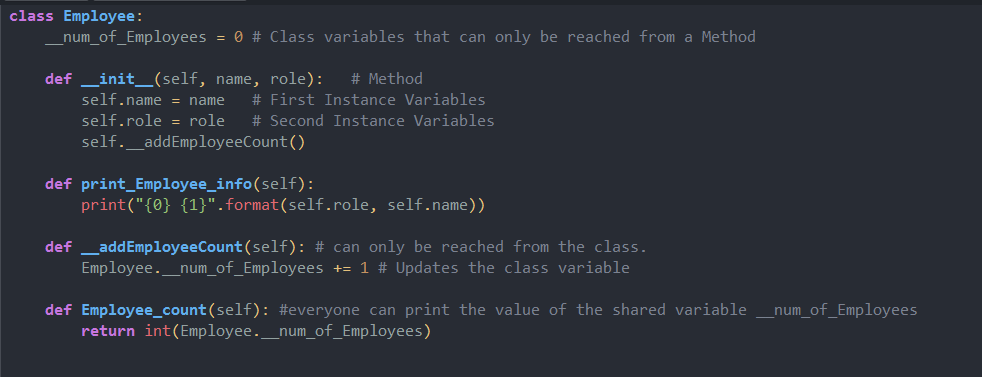 class Employee:
    __num_of_Employees = 0 # Class variables that can only be reached from a Method
    def __init__(self, name, role):   # Method
        self.name = name   # First Instance Variables
        self.role = role   # Second Instance Variables
        self.__addEmployeeCount()
    def print_Employee_info(self):
        print("{0} {1}".format(self.role, self.name))
    def __addEmployeeCount(self): # can only be reached from the class.
        Employee.__num_of_Employees += 1 # Updates the class variable
    def Employee_count(self): #everyone can print the value of the shared variable __num_of_Employees
        return int(Employee.__num_of_Employees)